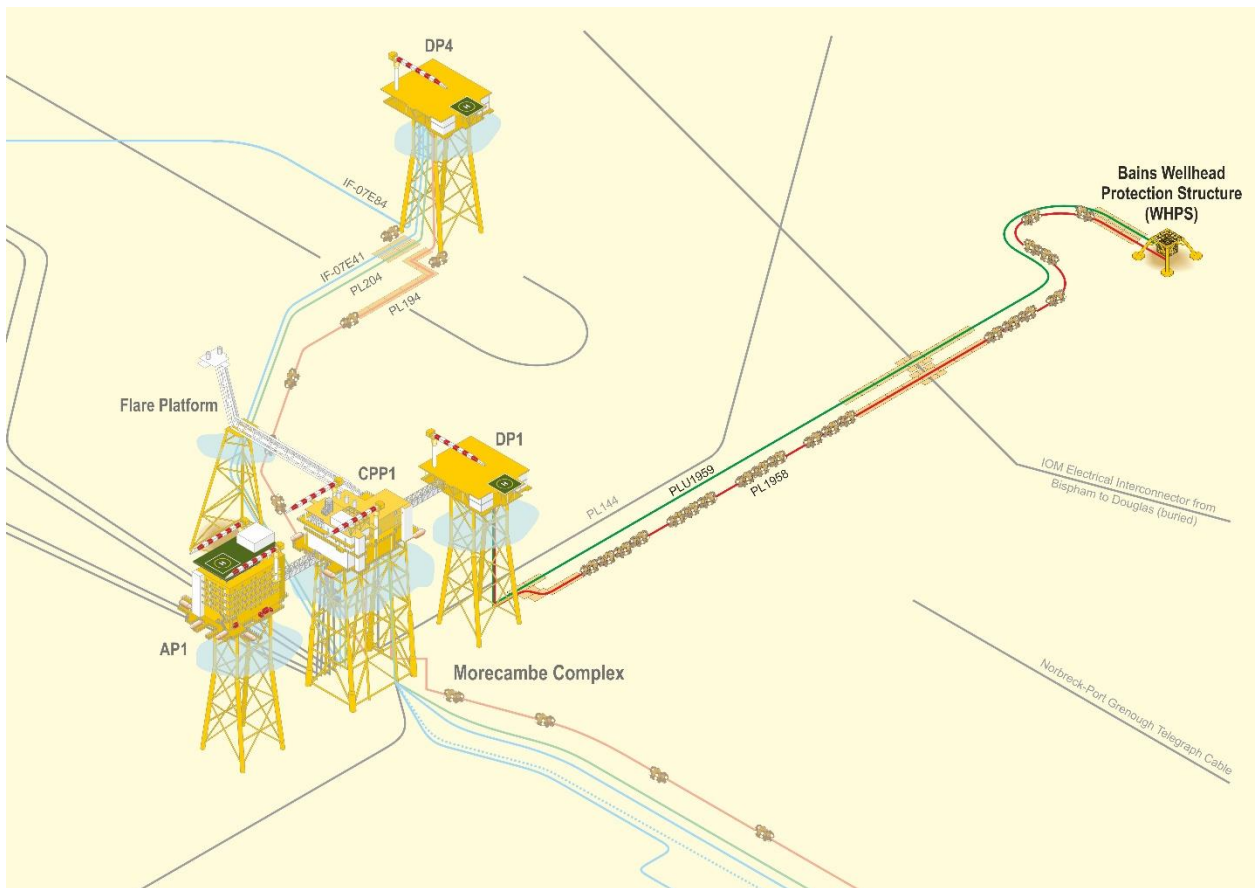 DP4
Bains Wellhead
Protection Structure
(WHPS)
IF-07E84
IF-07E41
PL204
PL194
Flare Platform
CPP1
DP1
PLU1959
PL1958
PL144
IOM Electrical Interconnector from
Bispham to Douglas (buried)
AP1
Morecambe Complex
Norbreck-Port Grenough Telegraph Cable
H
H
H